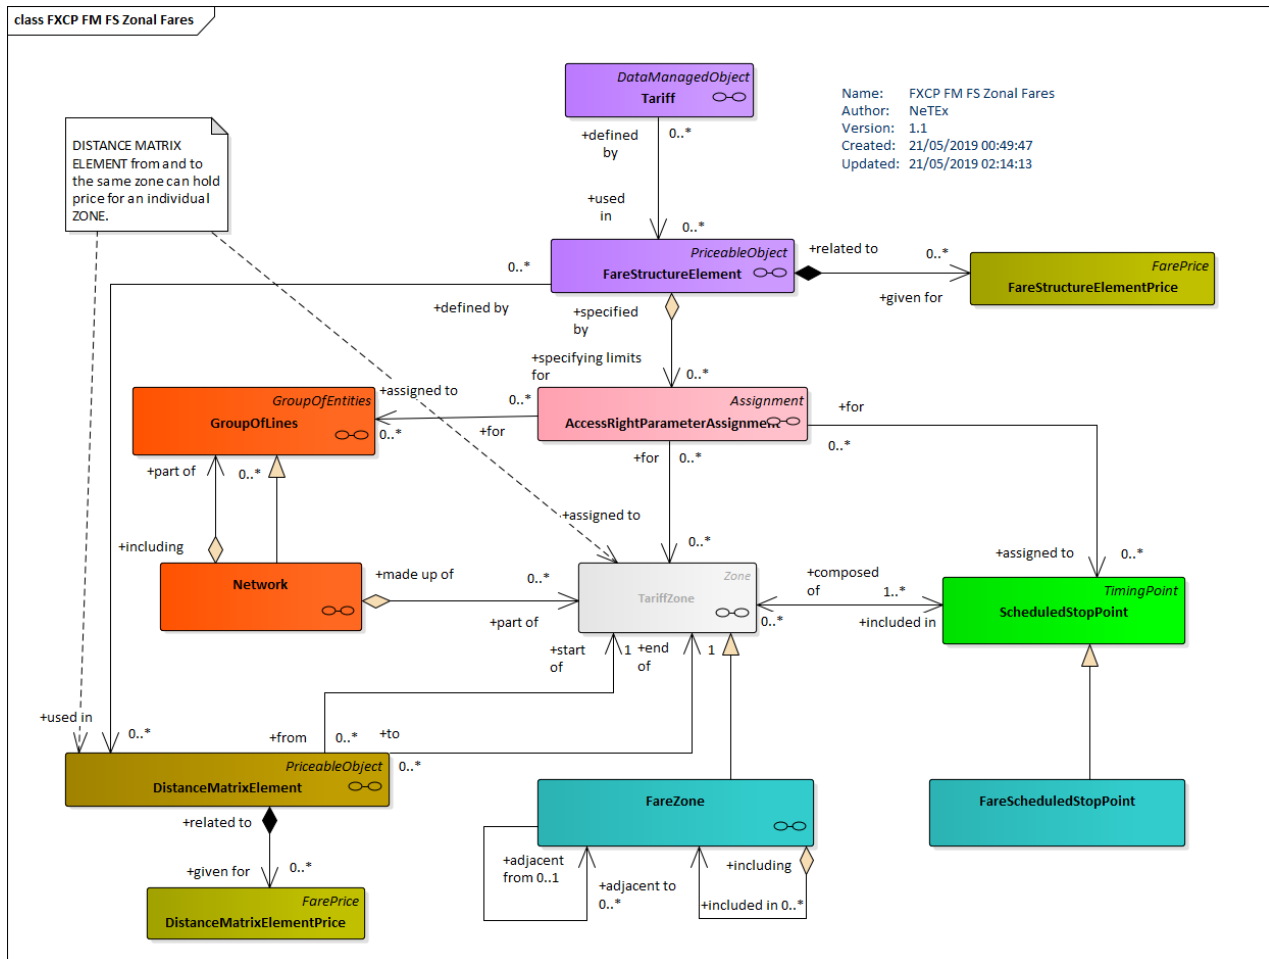 class FXCP FM FS Zonal Fares
DataManagedObject
Tariff
Name: FXCP FM FS Zonal Fares
Author: NeTEx
Version: 1.1
Created: 21/05/2019 00:49:47
Updated: 21/05/2019 02:14:13
DISTANCE MATRIX
ELEMENT from and to
the same zone can hold
price for an individual
ZONE.
+defined
by
0..*
+used
in
0..*
PriceableObject
FareStructureElement
+related to
0..*
+given for
FarePrice
FareStructureElementPrice
0..*
+defined by
+specified
by
+specifying limits
for
0..*
GroupOfEntities
GroupOfLines
+assigned to
0..*
0..*
+for
Assignment
AccessRightParameterAssignment
+for
0..*
+part of
0..*
+for
0..*
+including
+assigned to
0..*
+assigned to
0..*
Network
+made up of
0..*
+part of
Zone
TariffZone
+composed
of
1..*
0..*
+included in
TimingPoint
ScheduledStopPoint
+start
of
1
+end
of
1
+used in
0..*
+from
0..*
+to
0..*
PriceableObject
DistanceMatrixElement
FareZone
FareScheduledStopPoint
+related to
+given for
0..*
+adjacent
from 0..1
+adjacent to
0..*
+including
+included in 0..*
FarePrice
DistanceMatrixElementPrice